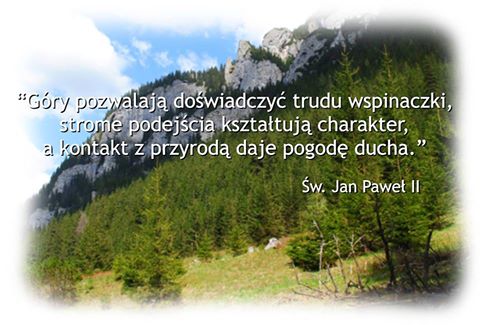 “Góry pozwalają doświadczyć trudu wspinaczki,
strome podejścia kształtują charakter,
a kontakt z przyrodą daje pogodę ducha.”
Św. Jan Paweł II